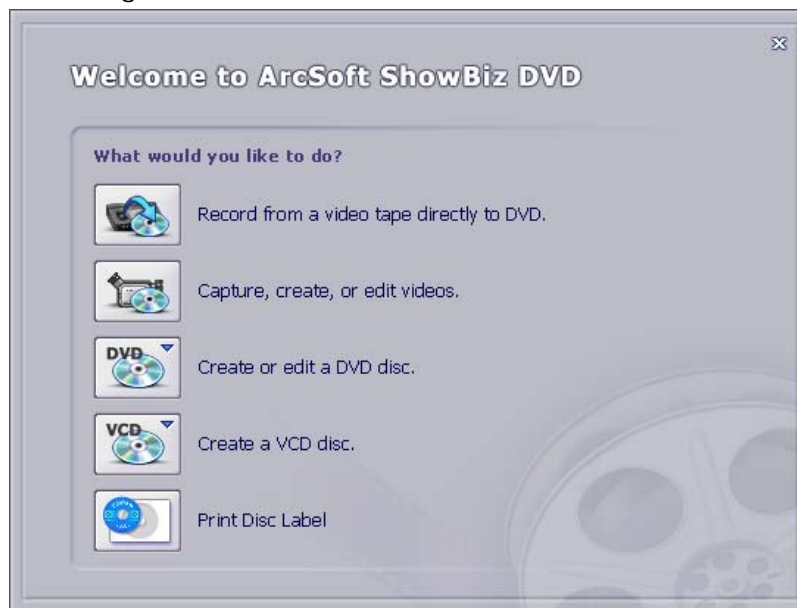 Welcome to ArcSoft ShowBiz DVD
What would you like to do?
Record from a video tape directly to DVD.
Capture, create, or edit videos.
DVD
Create or edit a DVD disc.
VCD
Create a VCD disc.
Print Disc Label